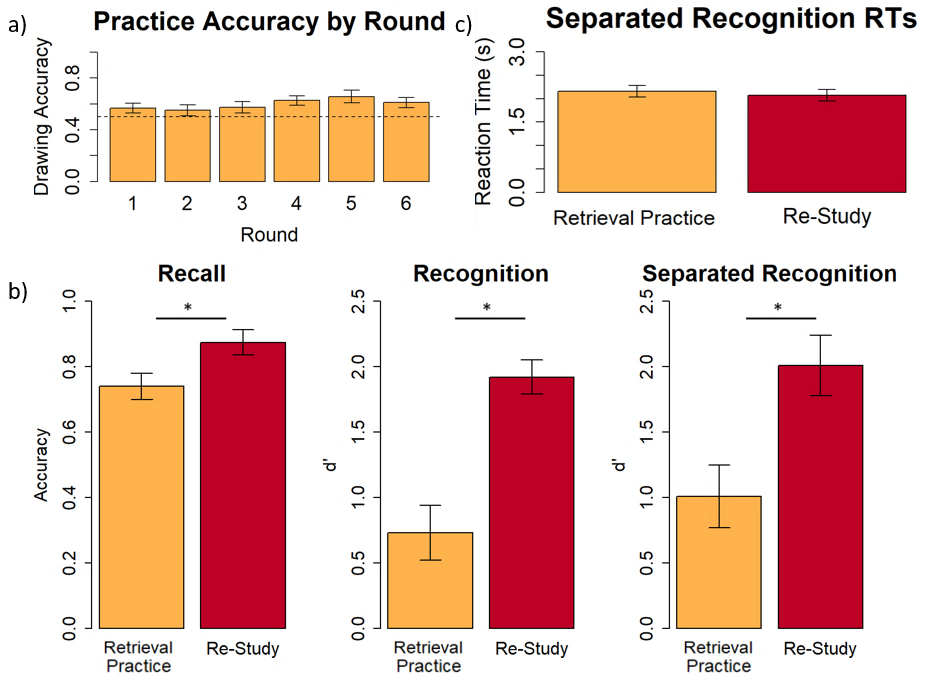 a)
Practice Accuracy by Round
Drawing Accuracy
0.8
0.4
0.0
1 2 3 4 5 6
Round
c)
Separated Recognition RTs
Reaction Time (s)
3.0
1.5
0.0
Retrieval Practice
Re-Study
b)
Recall
Accuracy
1.0
0.8
0.6
0.4
0.2
0.0
*
Retrieval
Practice
Re-Study
Recognition
d'
2.5
2.0
1.5
1.0
0.5
0.0
*
Retrieval
Practice
Re-Study
Separated Recognition
d'
2.5
2.0
1.5
1.0
0.5
0.0
*
Retrieval
Practice
Re-Study